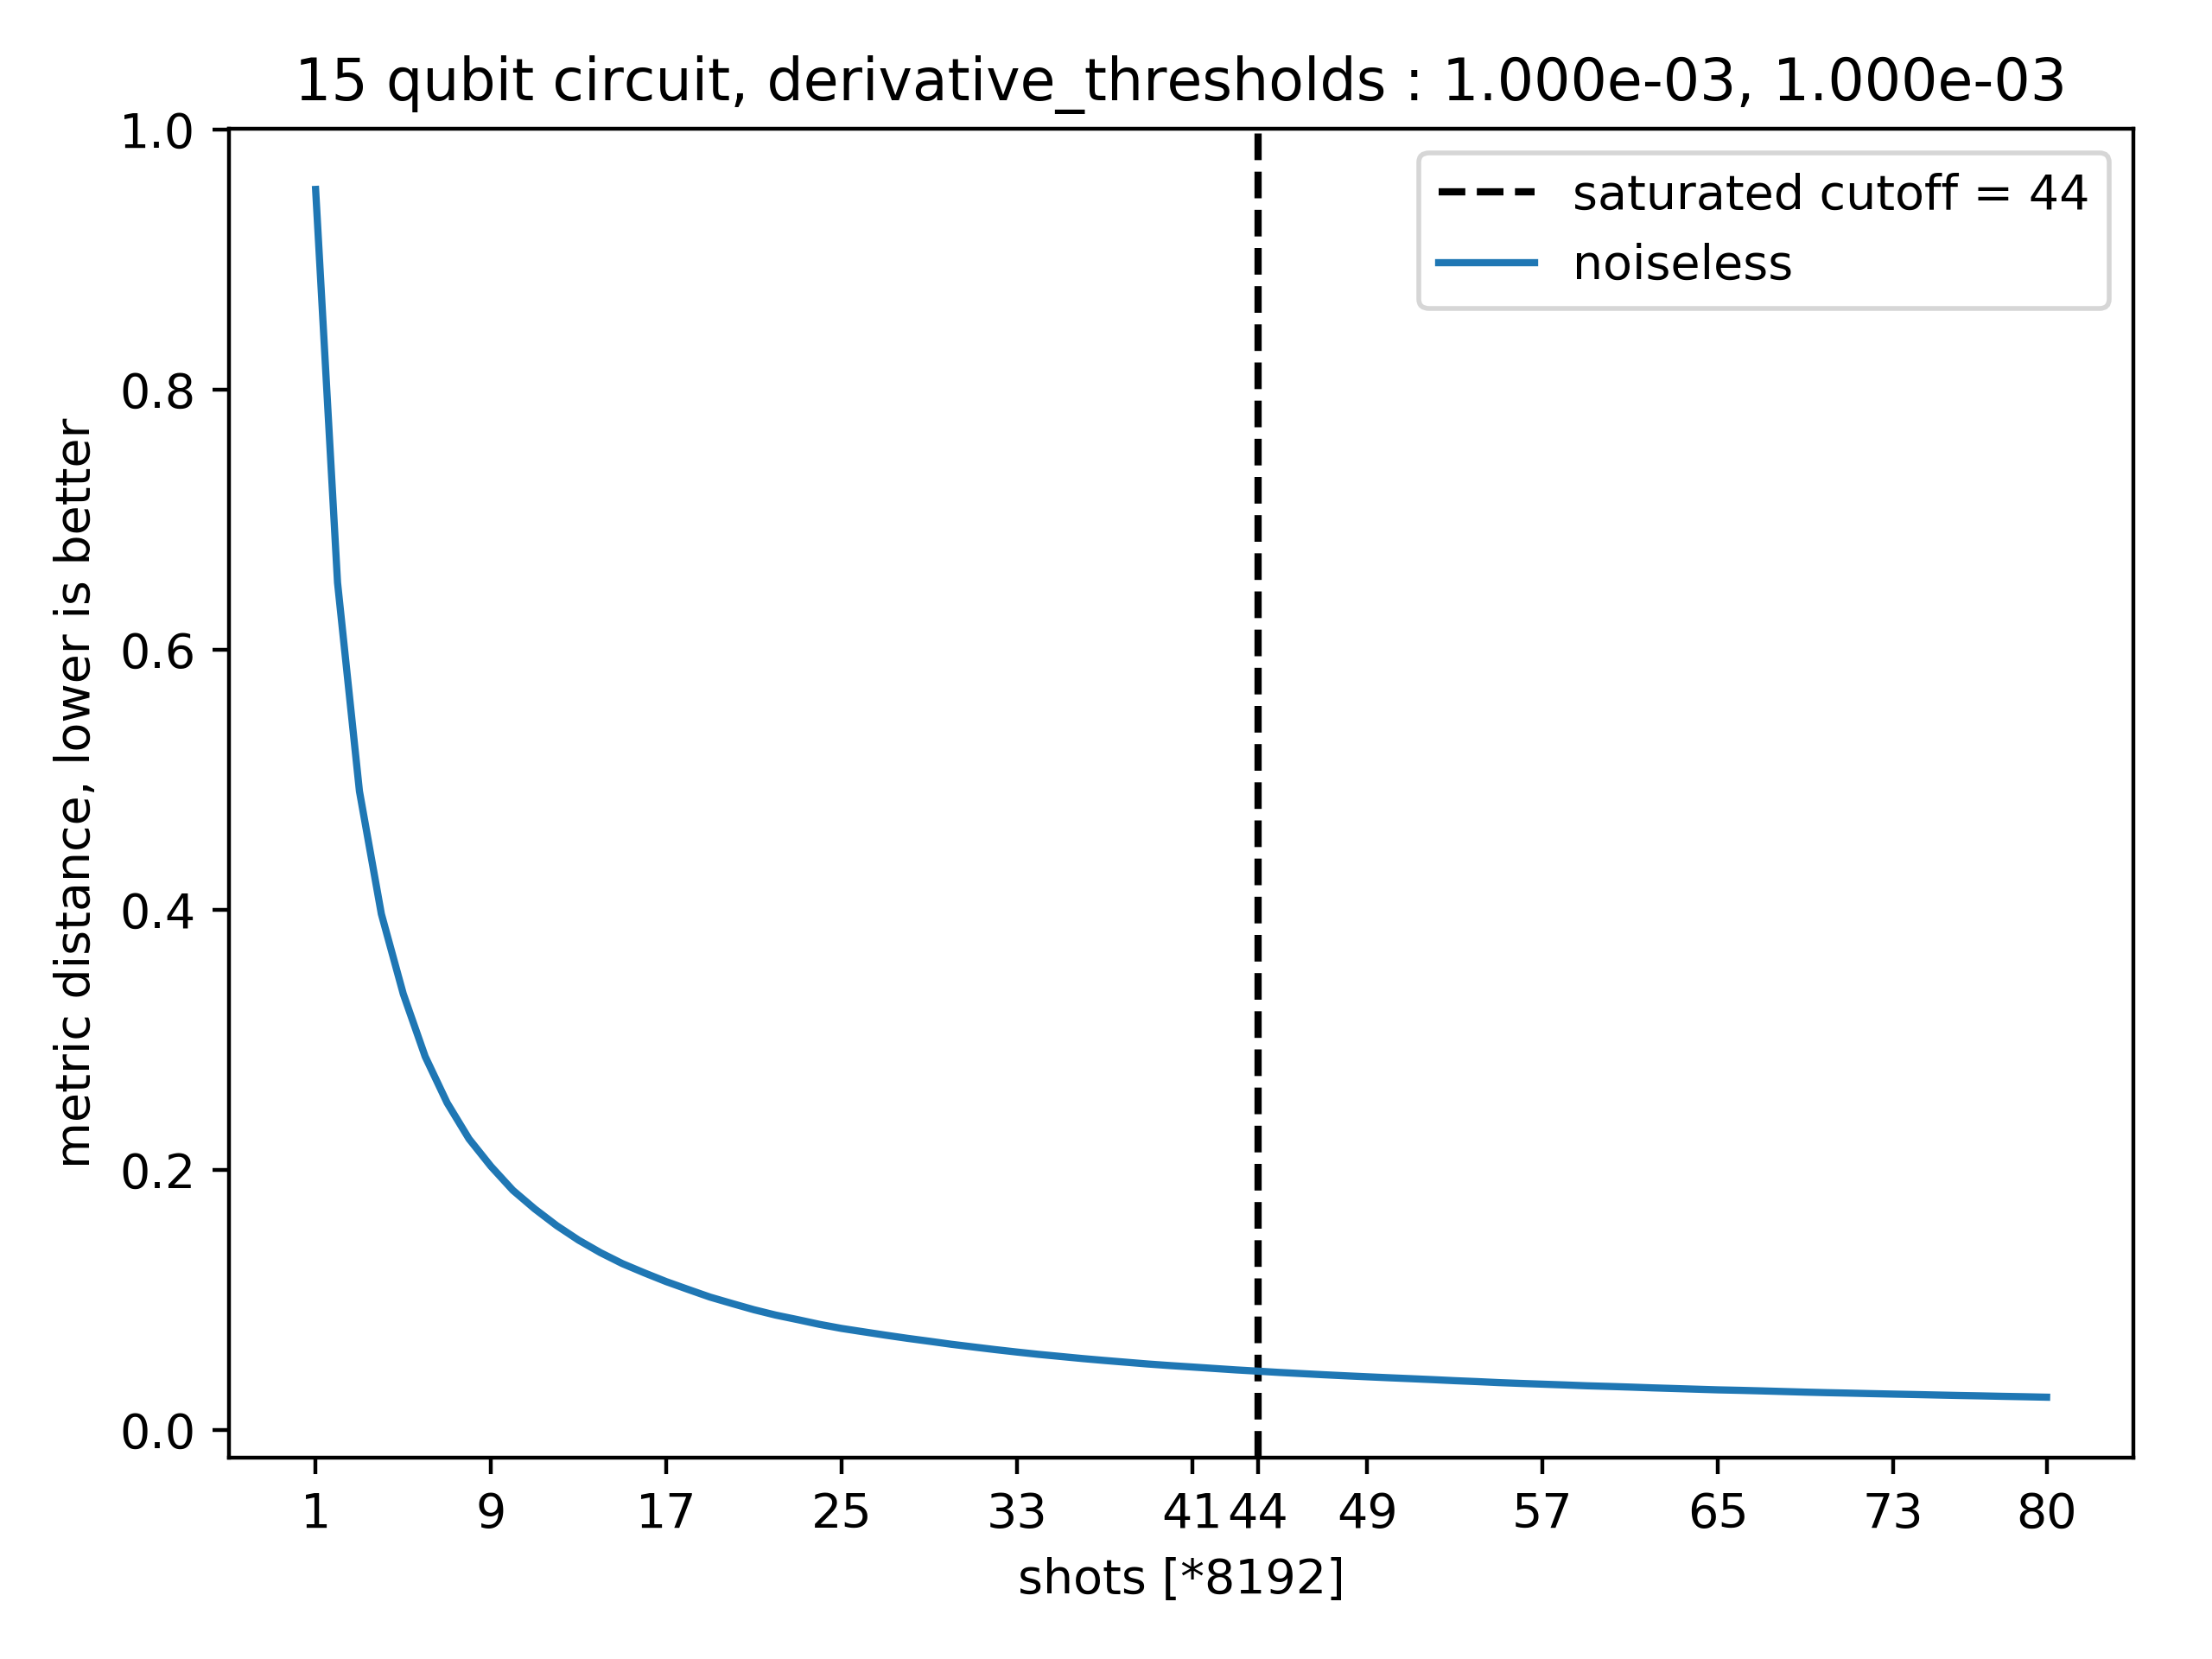 15 qubit circuit, derivative_thresholds : 1.000e-03, 1.000e-03
saturated cutoff = 44
noiseless
metric distance, lower is better
1.0
0.8
0.6
0.4
0.2
0.0
1 9 17 25 33 41 44 49 57 65 73 80
shots [*8192]